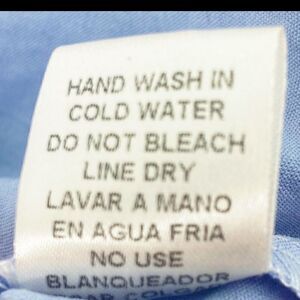 HAND WASH IN
COLD WATER
DO NOT BLEACH
LINE DRY
LAVAR A MANO
EN AGUA FRIA
NO USE
BLANQUEADOR